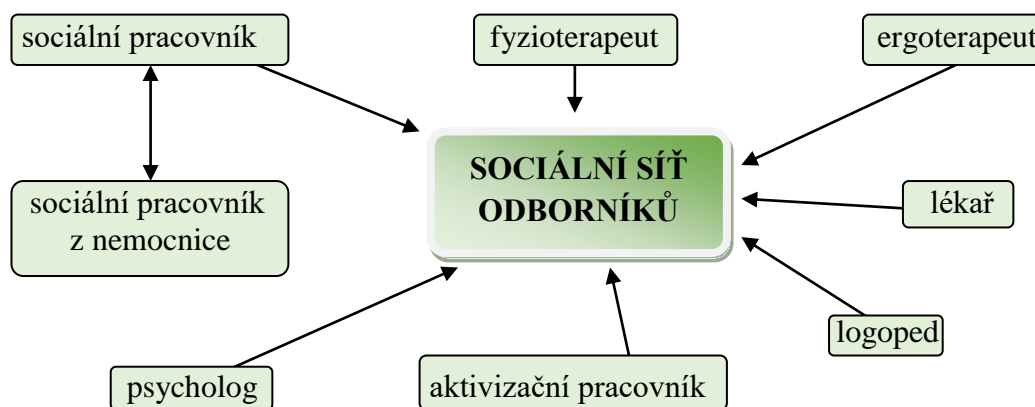 sociální pracovník
fyzioterapeut
ergoterapeut
SOCIÁLNÍ SÍŤ
ODBORNÍKŮ
sociální pracovník
z nemocnice
lékař
logoped
psycholog
aktivizační pracovník